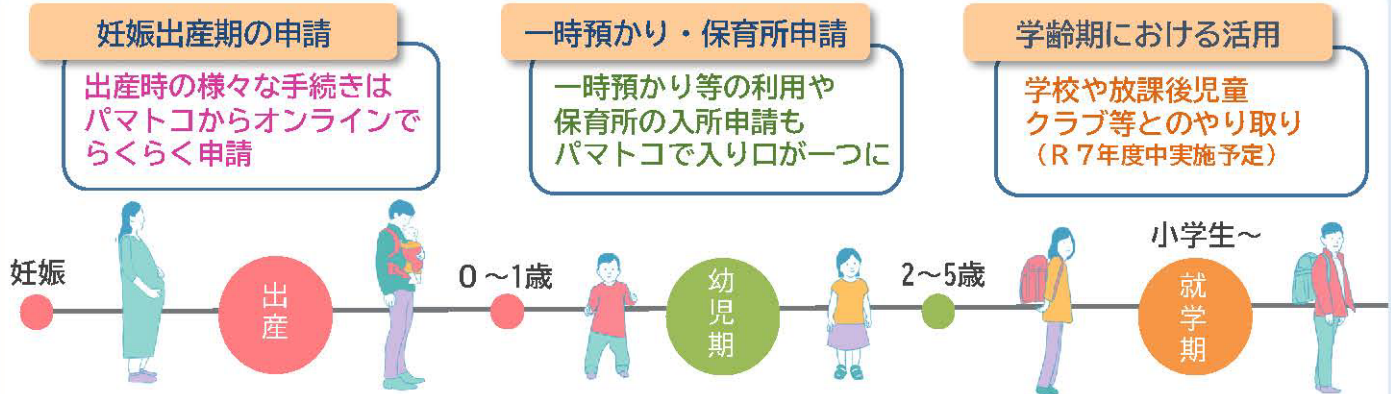 妊娠出産期の申請
出産時の様々な手続きは
パマトコからオンラインで
らくらく申請
一時預かり・保育所申請
一時預かり等の利用や
保育所の入所申請も
パマトコで入り口が一つに
学齢期における活用
学校や放課後児童
クラブ等とのやり取り
（R７年度中実施予定）
妊娠
出産
０～1歳
幼児期
2～5歳
小学生～
就学期